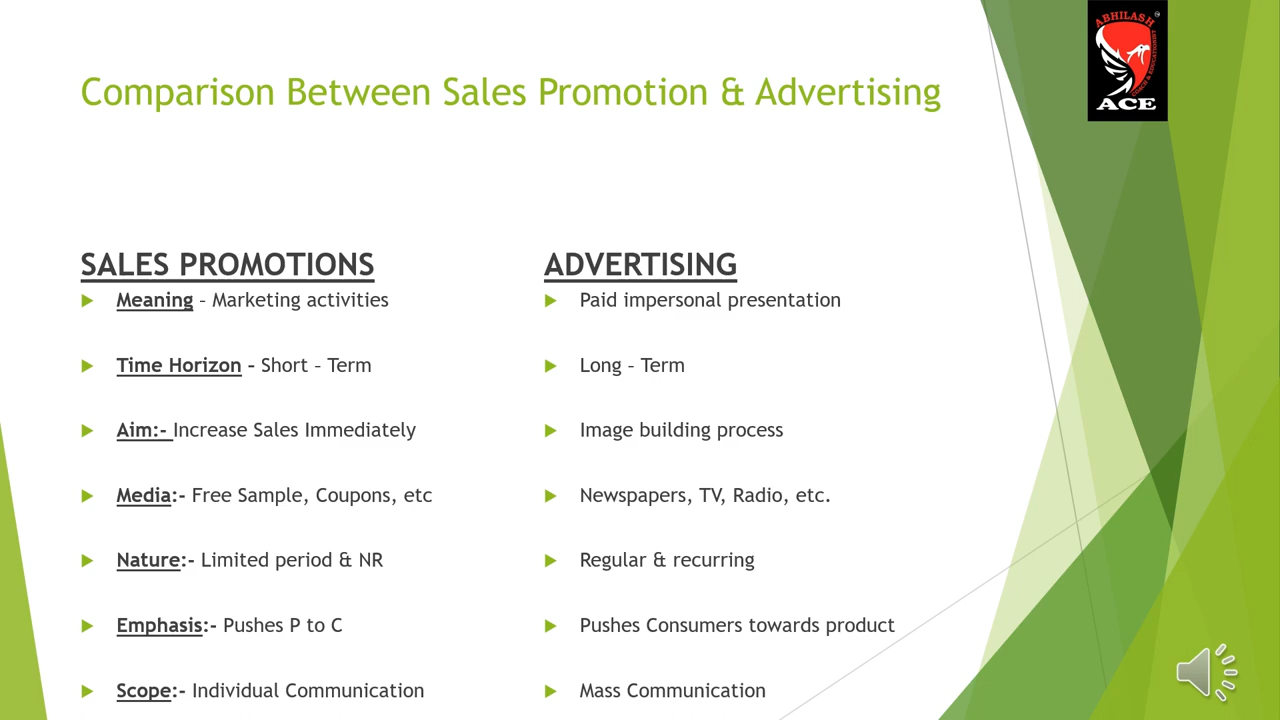 ABHILASH
COACH & EDUCATIONIST
ACE
Comparison Between Sales Promotion & Advertising
SALES PROMOTIONS
Meaning – Marketing activities
Time Horizon – Short – Term
Aim:- Increase Sales Immediately
Media:- Free Sample, Coupons, etc
Nature:- Limited period & NR
Emphasis:- Pushes P to C
Scope:- Individual Communication
ADVERTISING
Paid impersonal presentation
Long – Term
Image building process
Newspapers, TV, Radio, etc.
Regular & recurring
Pushes Consumers towards product
Mass Communication